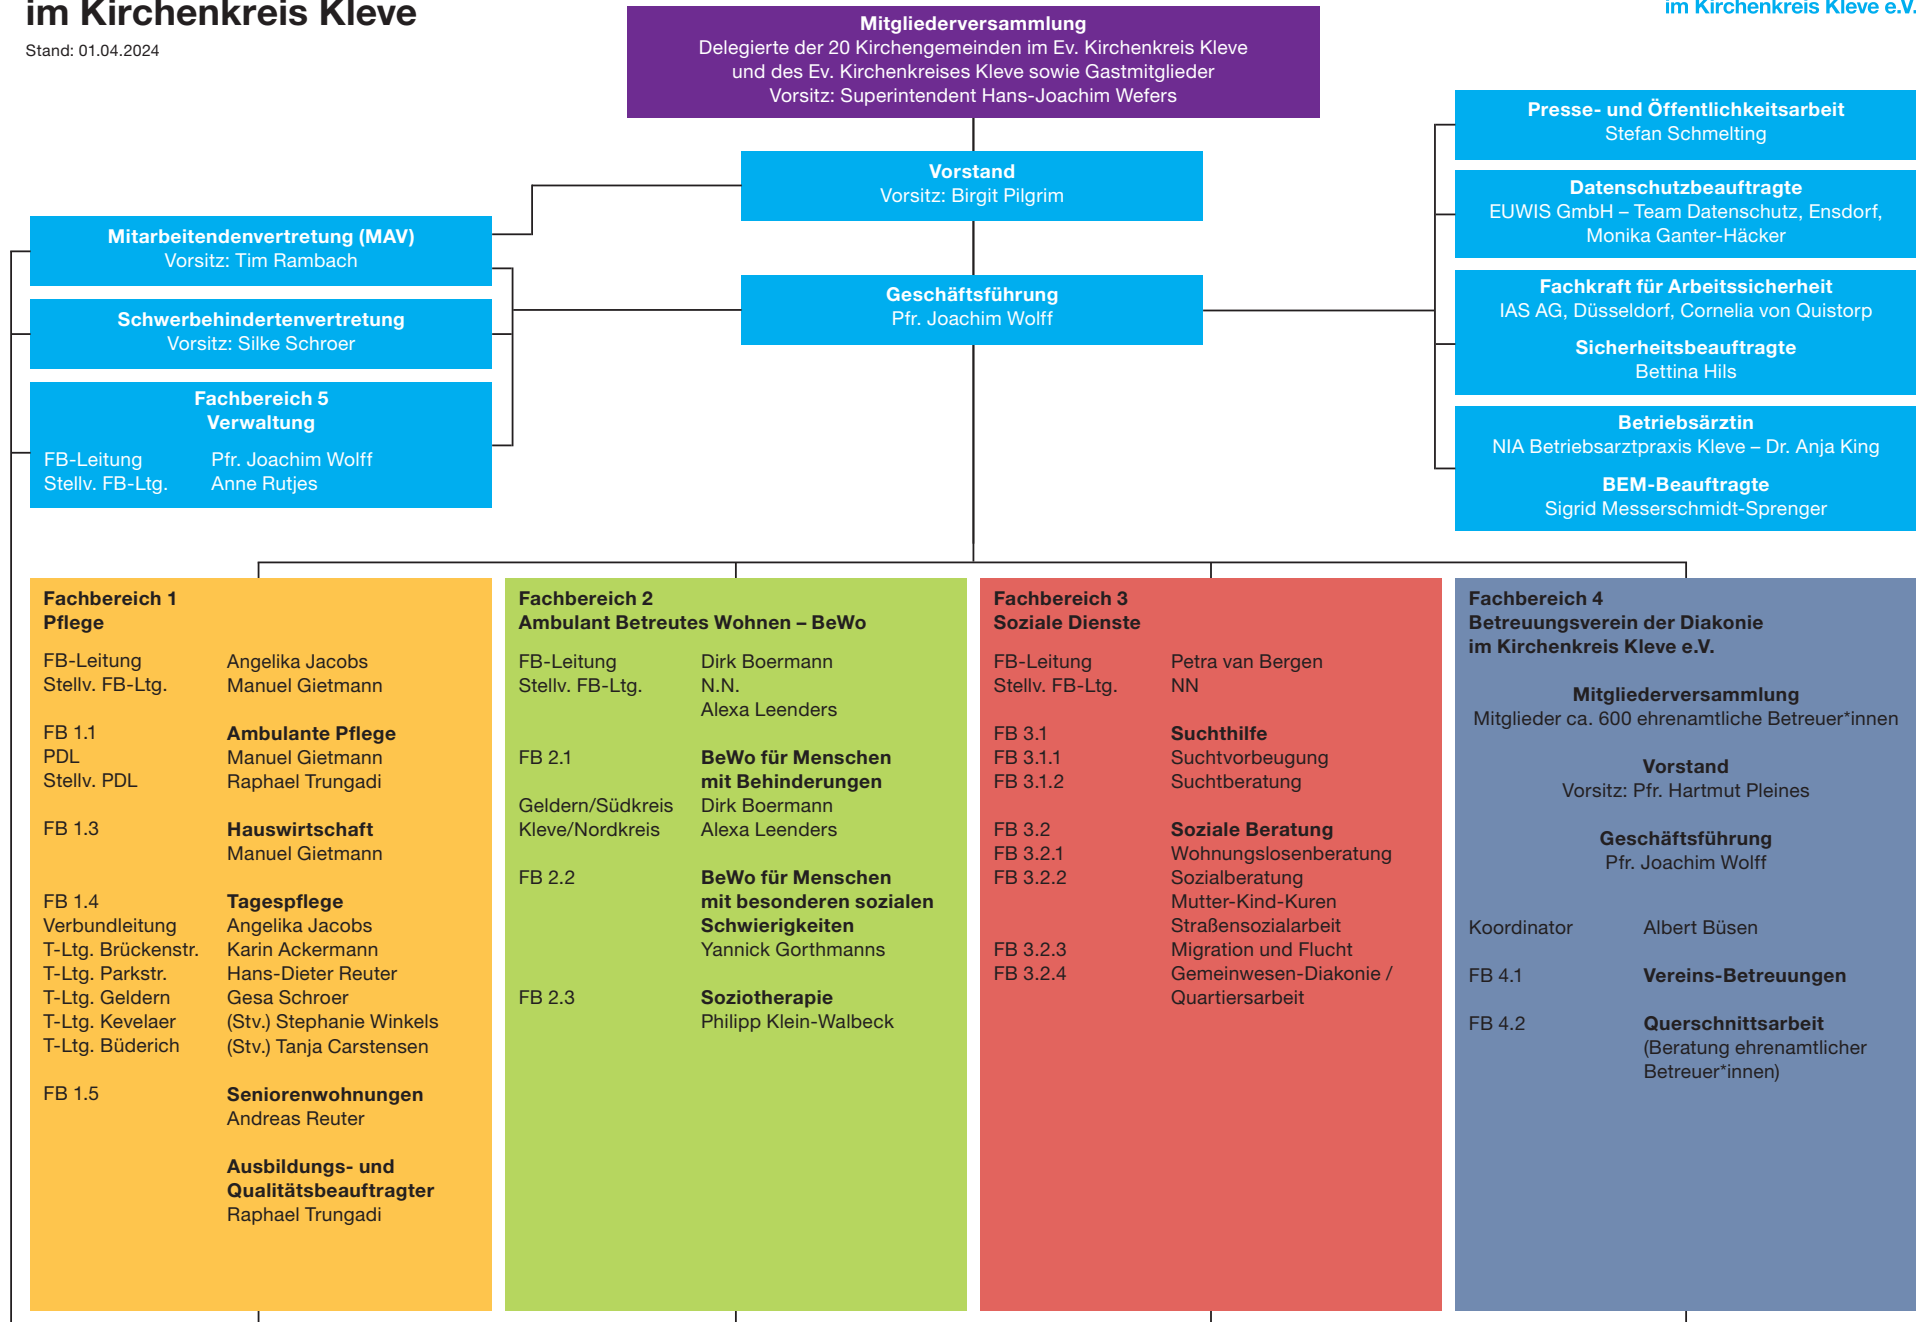 im Kirchenkreis Kleve
Stand: 01.04.2024
im Kirchenkreis Kleve e.V.
Mitgliederversammlung
Delegierte der 20 Kirchengemeinden im Ev. Kirchenkreis Kleve
und des Ev. Kirchenkreises Kleve sowie Gastmitglieder
Vorsitz: Superintendent Hans-Joachim Wefers
Vorstand
Vorsitz: Birgit Pilgrim
Geschäftsführung
Pfr. Joachim Wolff
Mitarbeitendenvertretung (MAV)
Vorsitz: Tim Rambach
Schwerbehindertenvertretung
Vorsitz: Silke Schroer
Fachbereich 5
Verwaltung
FB-Leitung Pfr. Joachim Wolff
Stellv. FB-Ltg. Anne Rutjes
Presse- und Öffentlichkeitsarbeit
Stefan Schmelting
Datenschutzbeauftragte
EUWIS GmbH – Team Datenschutz, Ensdorf,
Monika Ganter-Häcker
Fachkraft für Arbeitssicherheit
IAS AG, Düsseldorf, Cornelia von Quistorp
Sicherheitsbeauftragte
Bettina Hils
Betriebsärztin
NIA Betriebsarztpraxis Kleve – Dr. Anja King
BEM-Beauftragte
Sigrid Messerschmidt-Sprenger
Fachbereich 1
Pflege
FB-Leitung Angelika Jacobs
Stellv. FB-Ltg. Manuel Gietmann
FB 1.1 Ambulante Pflege
PDL Manuel Gietmann
Stellv. PDL Raphael Trungadi
FB 1.3 Hauswirtschaft
Manuel Gietmann
FB 1.4 Tagespflege
Verbundleitung Angelika Jacobs
T-Ltg. Brückenstr. Karin Ackermann
T-Ltg. Parkstr. Hans-Dieter Reuter
T-Ltg. Geldern Gesa Schroer
T-Ltg. Kevelaer (Stv.) Stephanie Winkels
T-Ltg. Büderich (Stv.) Tanja Carstensen
FB 1.5 Seniorenwohnungen
Andreas Reuter
Ausbildungs- und
Qualitätsbeauftragter
Raphael Trungadi
Fachbereich 2
Ambulant Betreutes Wohnen – BeWo
FB-Leitung Dirk Boermann
Stellv. FB-Ltg. N.N.
Alexa Leenders
FB 2.1 BeWo für Menschen
mit Behinderungen
Geldern/Südkreis Dirk Boermann
Kleve/Nordkreis Alexa Leenders
FB 2.2 BeWo für Menschen
mit besonderen sozialen
Schwierigkeiten
Yannick Gorthmanns
FB 2.3 Soziotherapie
Philipp Klein-Walbeck
Fachbereich 3
Soziale Dienste
FB-Leitung Petra van Bergen
Stellv. FB-Ltg. NN
FB 3.1 Suchthilfe
FB 3.1.1 Suchtvorbeugung
FB 3.1.2 Suchtberatung
FB 3.2 Soziale Beratung
FB 3.2.1 Wohnungslosenberatung
FB 3.2.2 Sozialberatung
Mutter-Kind-Kuren
Straßensozialarbeit
FB 3.2.3 Migration und Flucht
FB 3.2.4 Gemeinwesen-Diakonie /
Quartiersarbeit
Fachbereich 4
Betreuungsverein der Diakonie
im Kirchenkreis Kleve e.V.
Mitgliederversammlung
Mitglieder ca. 600 ehrenamtliche Betreuer*innen
Vorstand
Vorsitz: Pfr. Hartmut Pleines
Geschäftsführung
Pfr. Joachim Wolff
Koordinator Albert Büsen
FB 4.1 Vereins-Betreuungen
FB 4.2 Querschnittsarbeit
(Beratung ehrenamtlicher
Betreuer*innen)